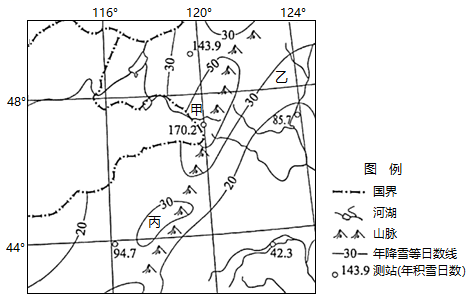 116° 120° 124°
30
143.9
30
50
乙
48°
甲
30
85.7
170.2
20
图 例
国界
30
河湖
丙
20
山脉
44°
30 年降雪等日数线
94.7
42.3
143.9 测站(年积雪日数)